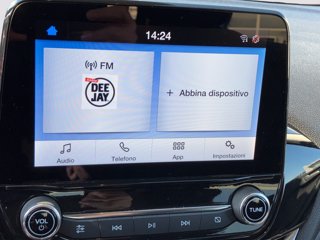 14:24
FM
DEE
JAY
+ Abbina dispositivo
Audio
Telefono
App
Impostazioni
VOL
TUNE